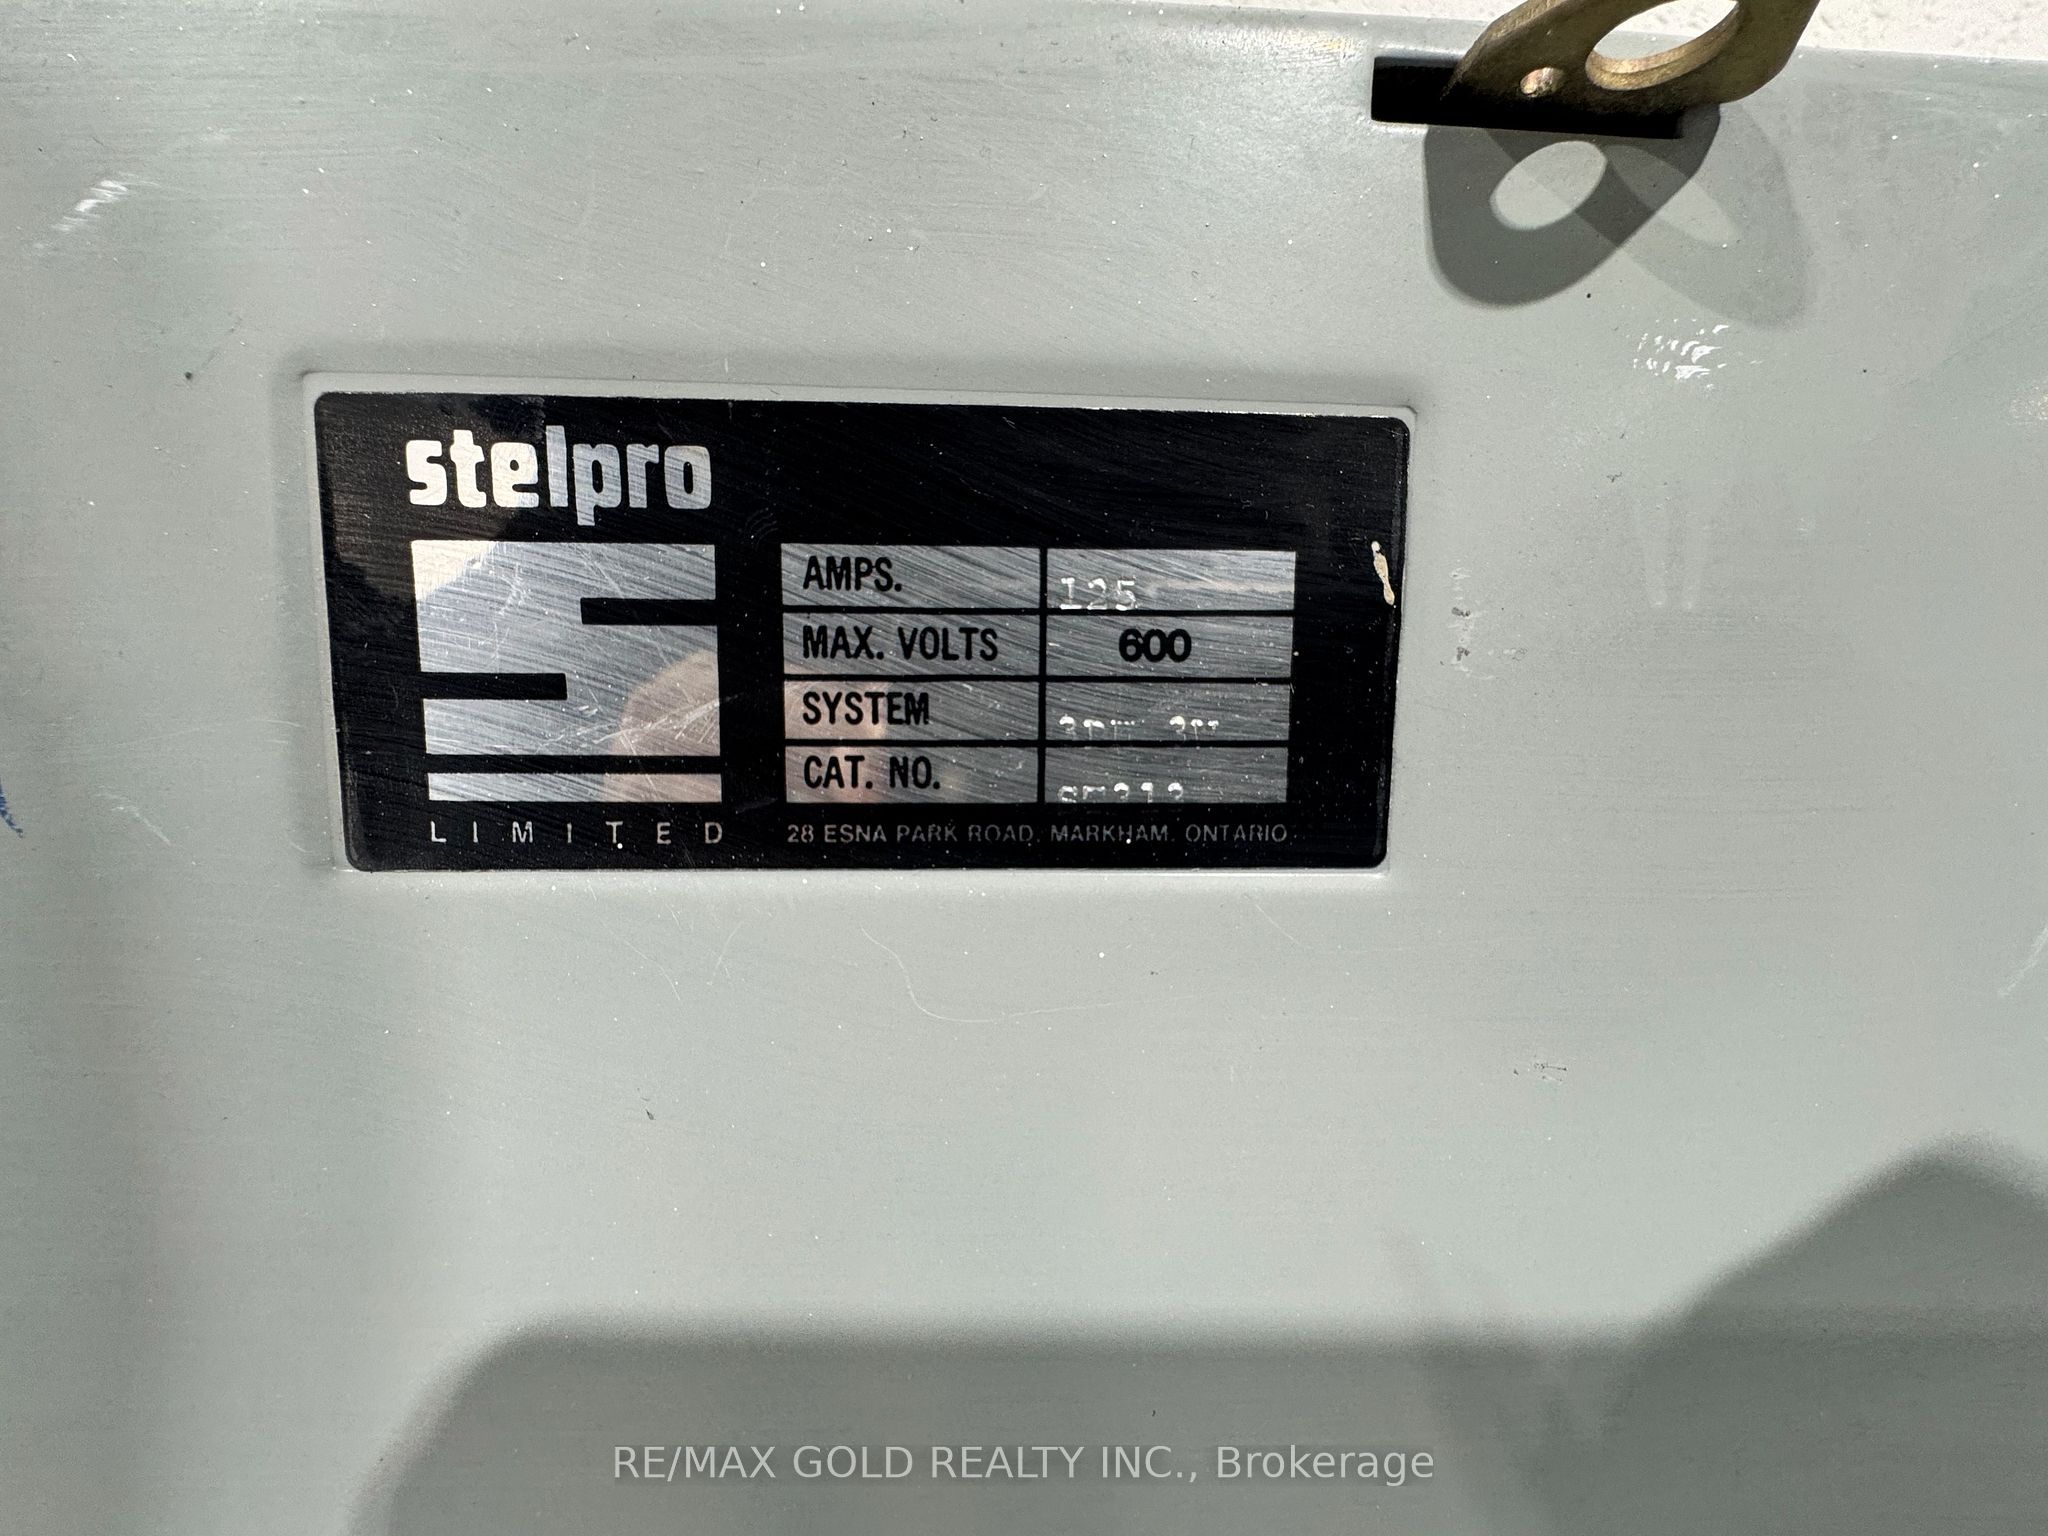 stelpro
AMPS. 125
MAX. VOLTS 600
SYSTEM
CAT. NO.
LIMITED 28 ESNA PARK ROAD, MARKHAM, ONTARIO
RE/MAX GOLD REALTY INC., Brokerage